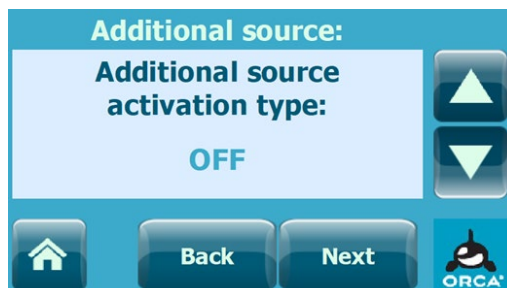 Additional source:
Additional source
activation type:
OFF
Back
Next
ORCA